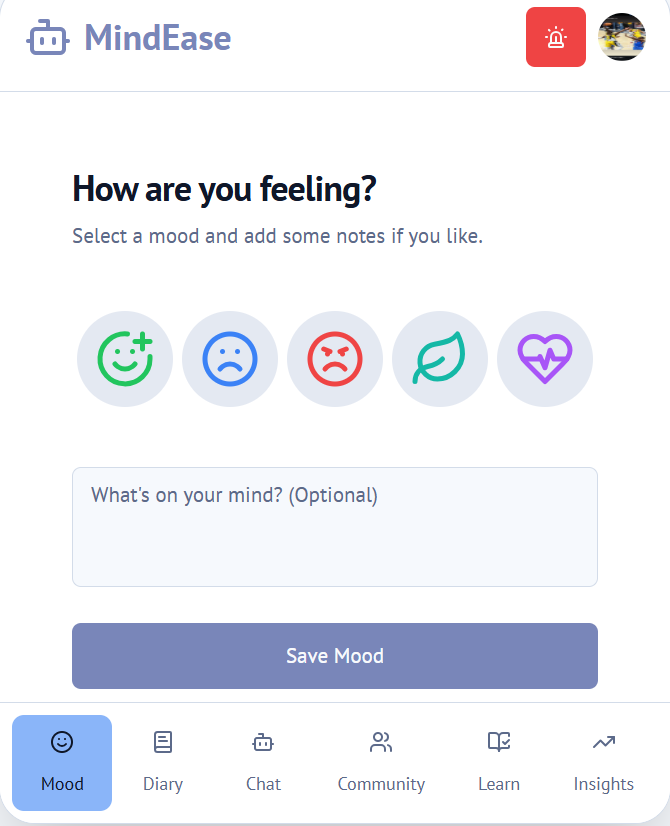 MindEase
How are you feeling?
Select a mood and add some notes if you like.
What's on your mind? (Optional)
Save Mood
Mood
Diary
Chat
Community
Learn
Insights